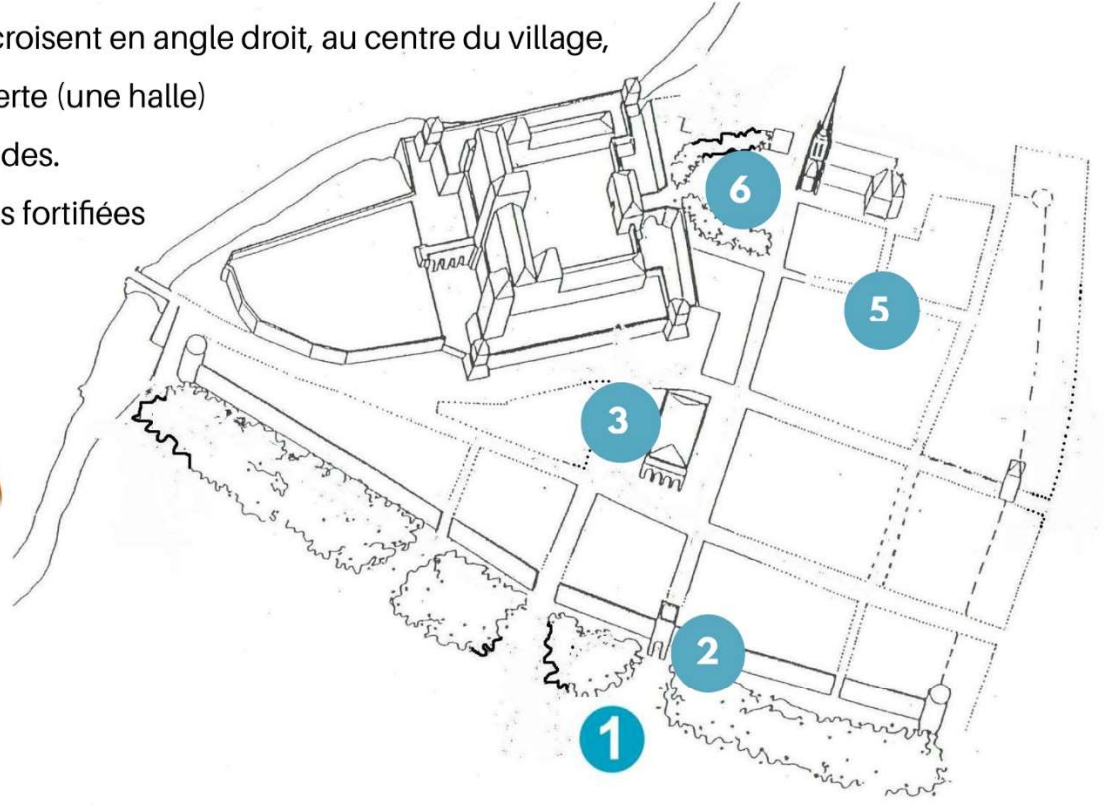 croisent en angle droit, au centre du village,
erte (une halle)
des.
s fortifiées
6
5
3
2
1